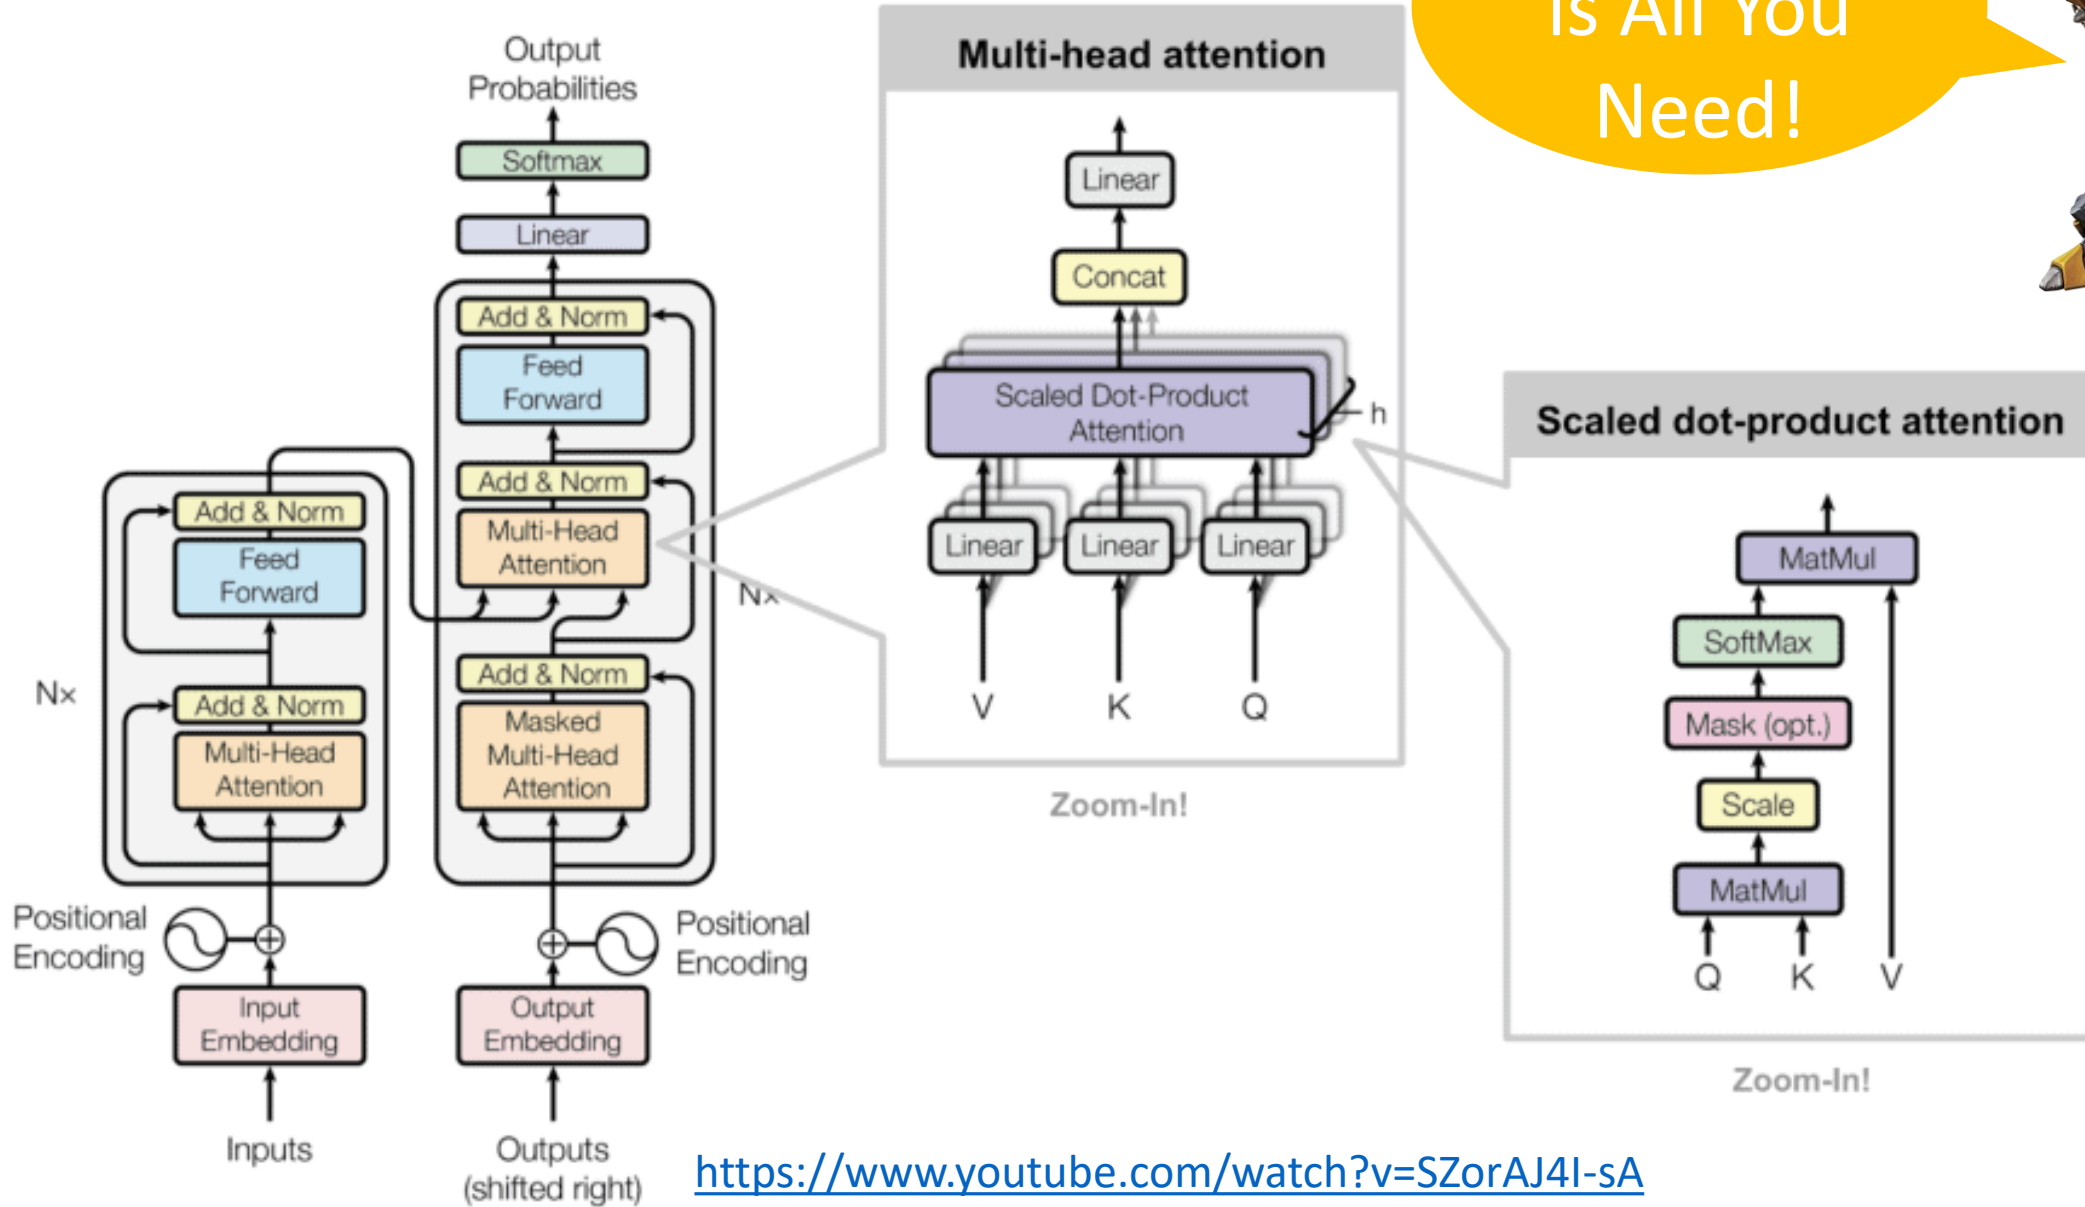 Output
Probabilities
Softmax
Linear
Add & Norm
Feed
Forward
Add & Norm
Multi-Head
Attention
Nx
Add & Norm
Masked
Multi-Head
Attention
Positional
Encoding
Output
Embedding
Outputs
(shifted right)
Add & Norm
Feed
Forward
Nx
Add & Norm
Multi-Head
Attention
Positional
Encoding
Input
Embedding
Inputs
Multi-head attention
Linear
Concat
Scaled Dot-Product
Attention
h
Linear Linear Linear
V K Q
Zoom-In!
is All You
Need!
Scaled dot-product attention
MatMul
SoftMax
Mask (opt.)
Scale
MatMul
Q K V
Zoom-In!
https://www.youtube.com/watch?v=SZorAJ4I-sA